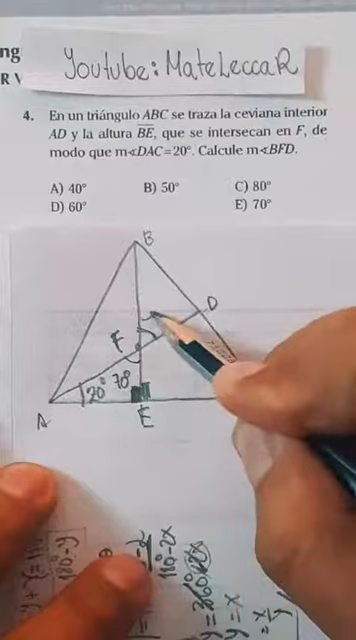 ng
Youtube: MateLeccaR
R V
4. En un triángulo ABC se traza la ceviana interior
AD y la altura BE, que se intersecan en F, de
modo que m∢DAC=20°. Calcule m∢BFD.
A) 40° B) 50° C) 80°
D) 60° E) 70°
B
D
F
20° 70°
A E
180°-y
180-2x
y=x
x
y